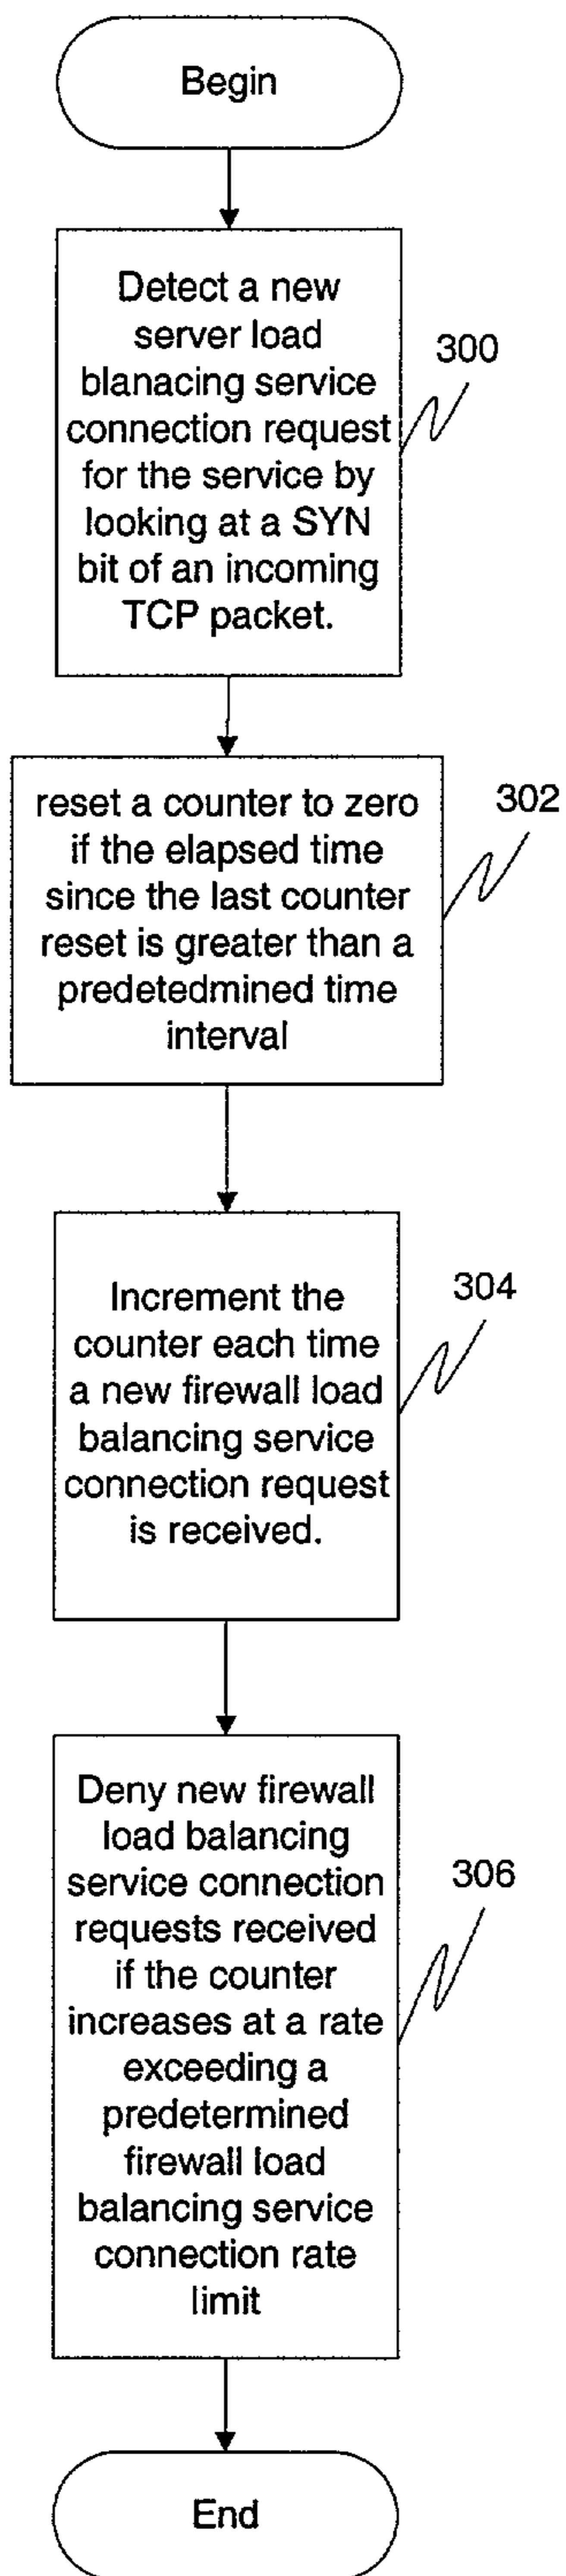 Begin
Detect a new
server load
blanacing service
connection request
for the service by
looking at a SYN
bit of an incoming
TCP packet.
300
reset a counter to zero
if the elapsed time
since the last counter
reset is greater than a
predetedmined time
interval
302
Increment the
counter each time
a new firewall load
balancing service
connection request
is received.
304
Deny new firewall
load balancing
service connection
requests received
if the counter
increases at a rate
exceeding a
predetermined
firewall load
balancing service
connection rate
limit
306
End